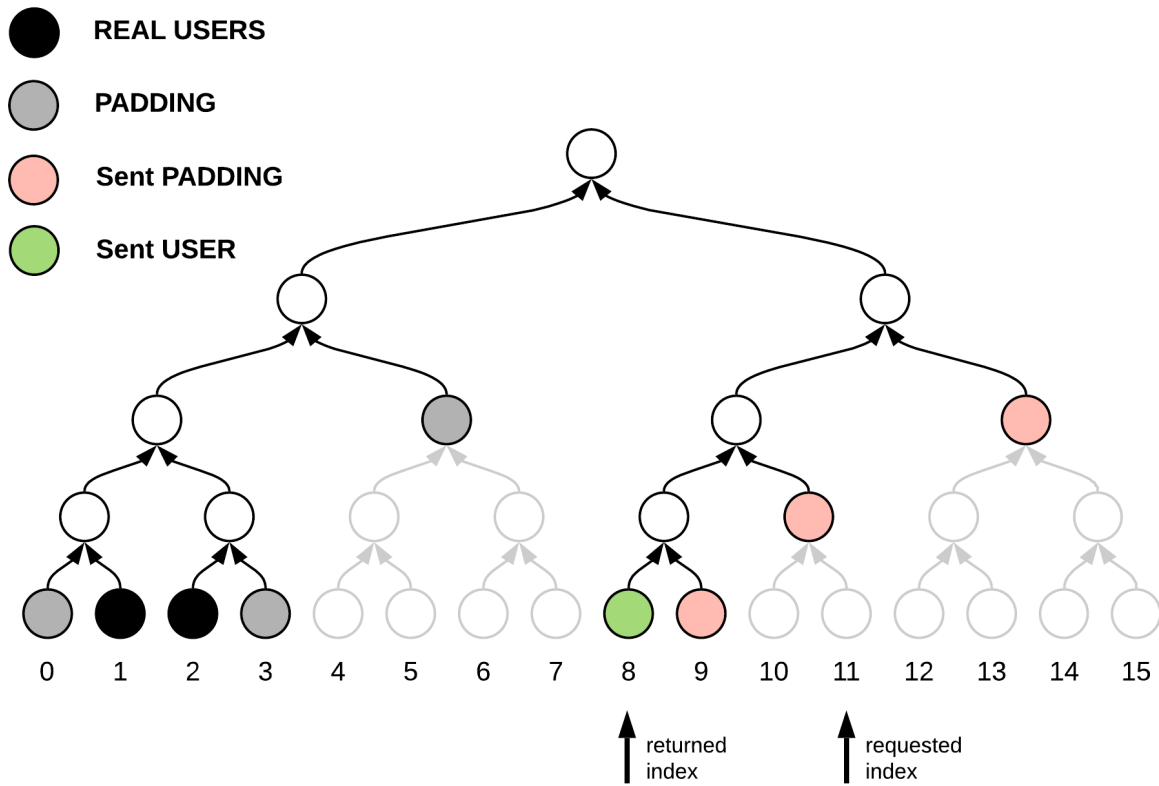 REAL USERS
PADDING
Sent PADDING
Sent USER
0 1 2 3 4 5 6 7 8 9 10 11 12 13 14 15
returned
index
requested
index